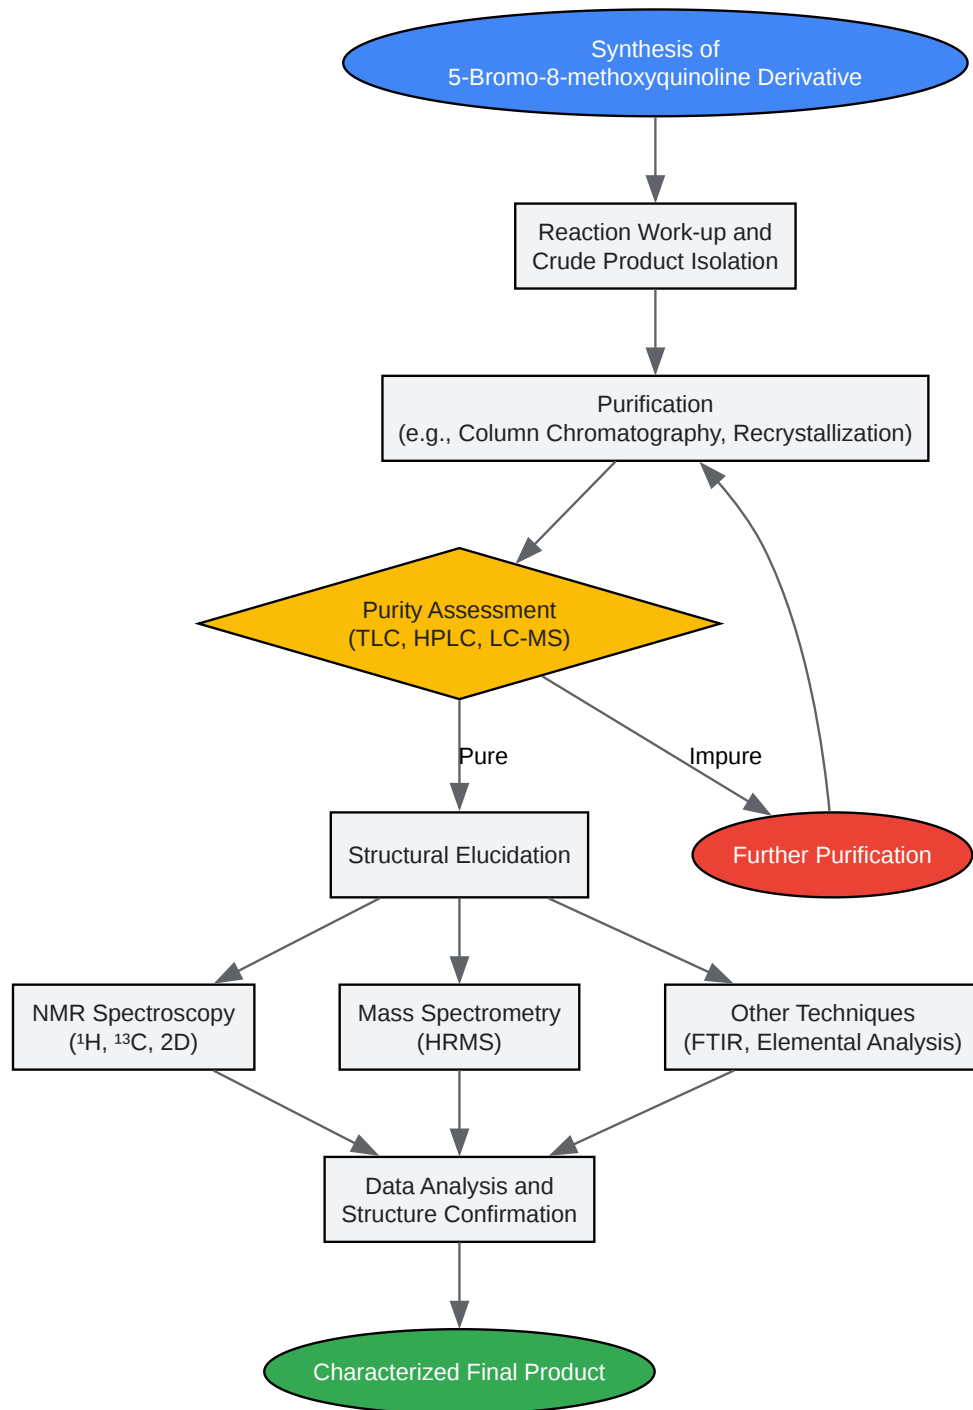 Synthesis of
5-Bromo-8-methoxyquinoline Derivative
Reaction Work-up and
Crude Product Isolation
Purification
(e.g., Column Chromatography, Recrystallization)
Purity Assessment
(TLC, HPLC, LC-MS)
Pure
Impure
Structural Elucidation
Further Purification
NMR Spectroscopy
(¹H, ¹³C, 2D)
Mass Spectrometry
(HRMS)
Other Techniques
(FTIR, Elemental Analysis)
Data Analysis and
Structure Confirmation
Characterized Final Product